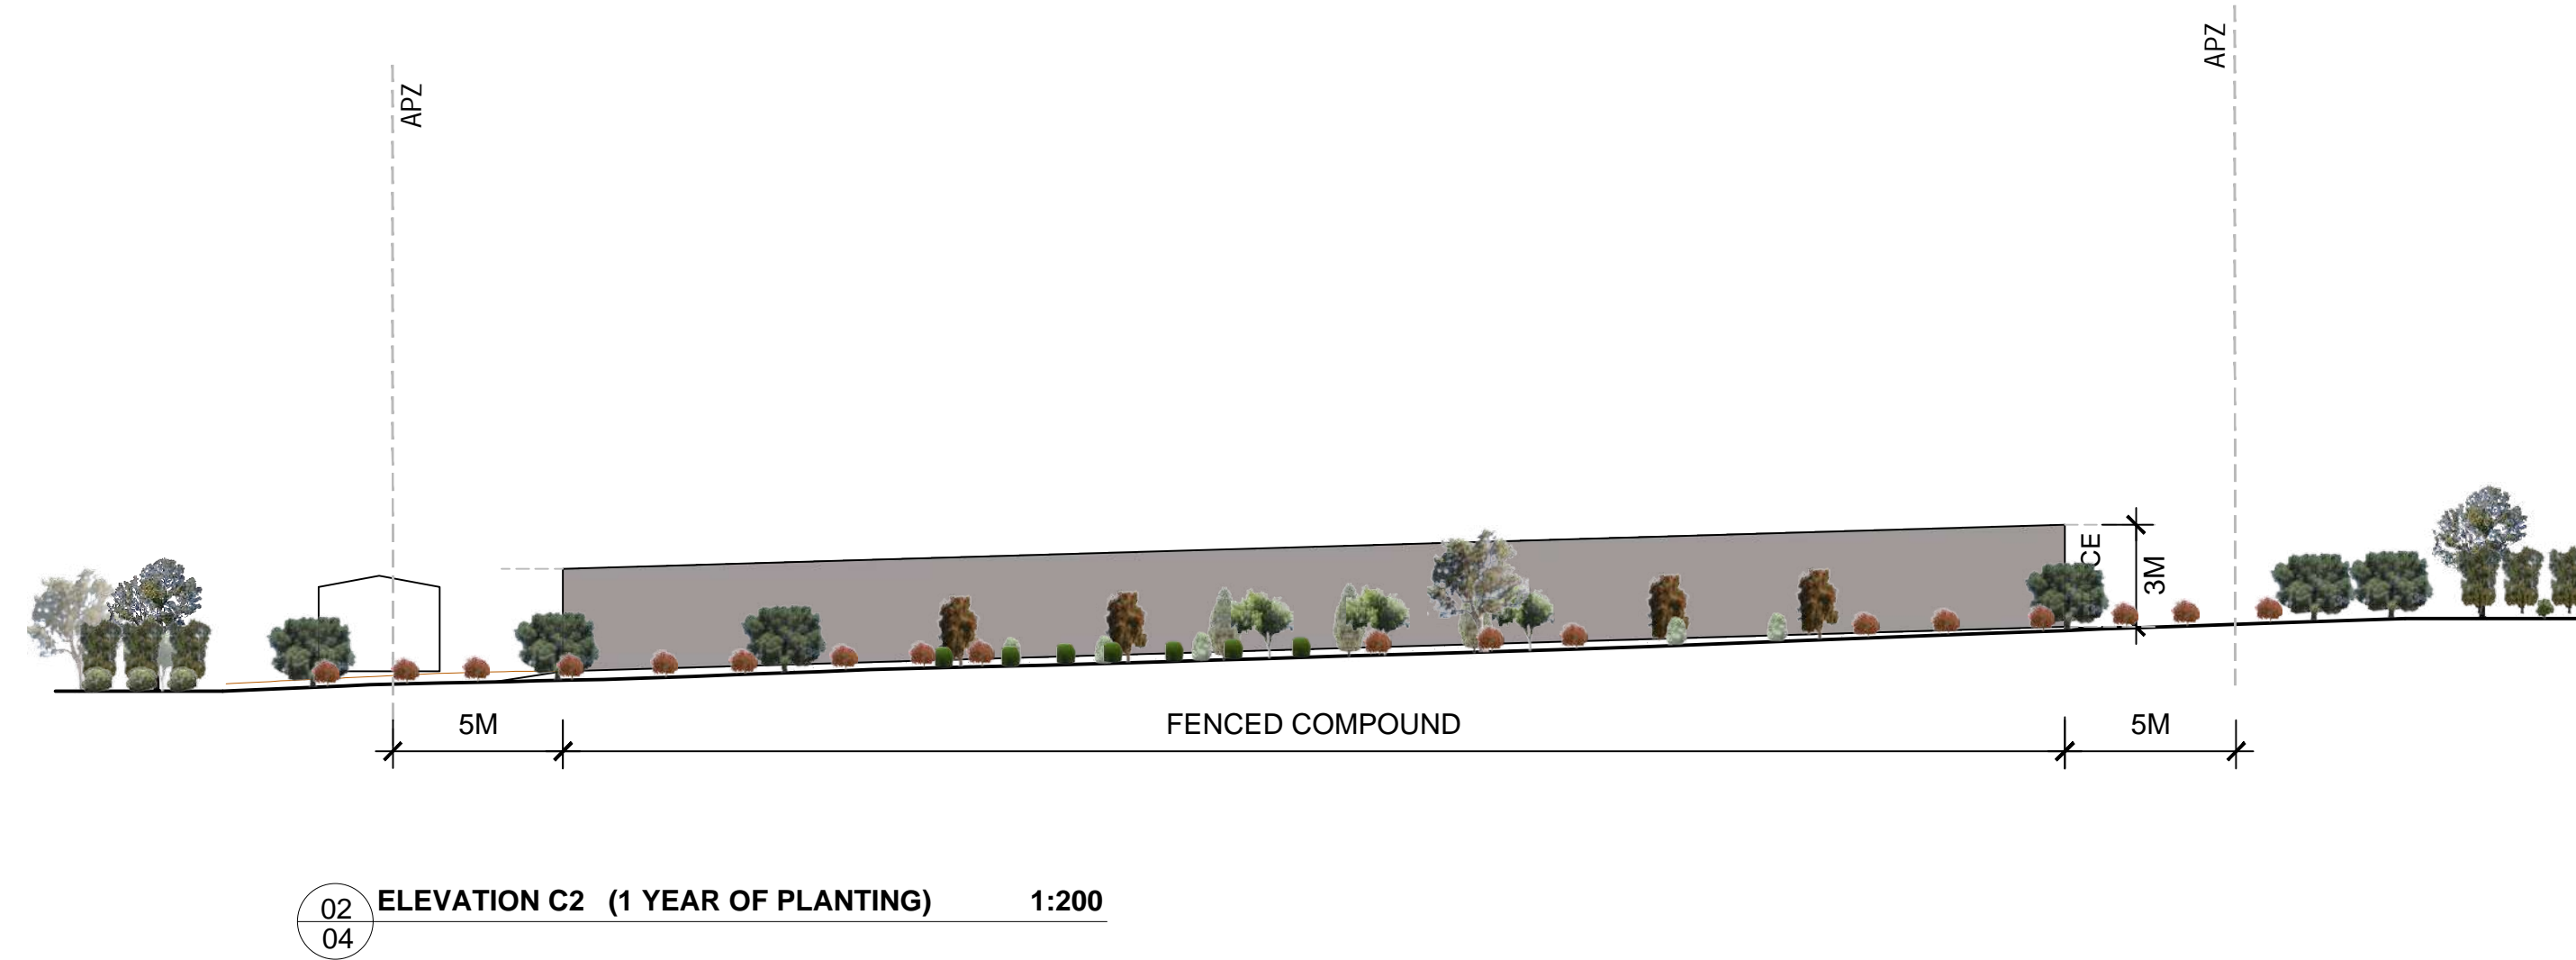 APZ
APZ
CE
3M
5M
FENCED COMPOUND
5M
02
04
ELEVATION C2 (1 YEAR OF PLANTING) 1:200